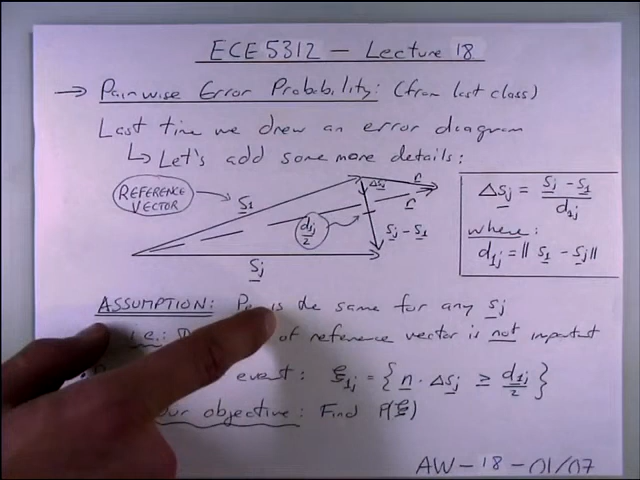 ECE 5312 — Lecture 18
→ Pairwise Error Probability: (from last class)
Last time we drew an error diagram
↳ Let's add some more details:
REFERENCE VECTOR
S1
ΔSj
n
r
d1j/2
Sj - S1
Sj
ΔSj = (Sj - S1)/d1j
where:
d1j = || S1 - Sj ||
ASSUMPTION: is the same for any Sj
i.e.: of reference vector is not important
event: ξ1j = { n · ΔSj ≥ d1j/2 }
our objective: Find P(ξ)
AW - 18 - 01/07